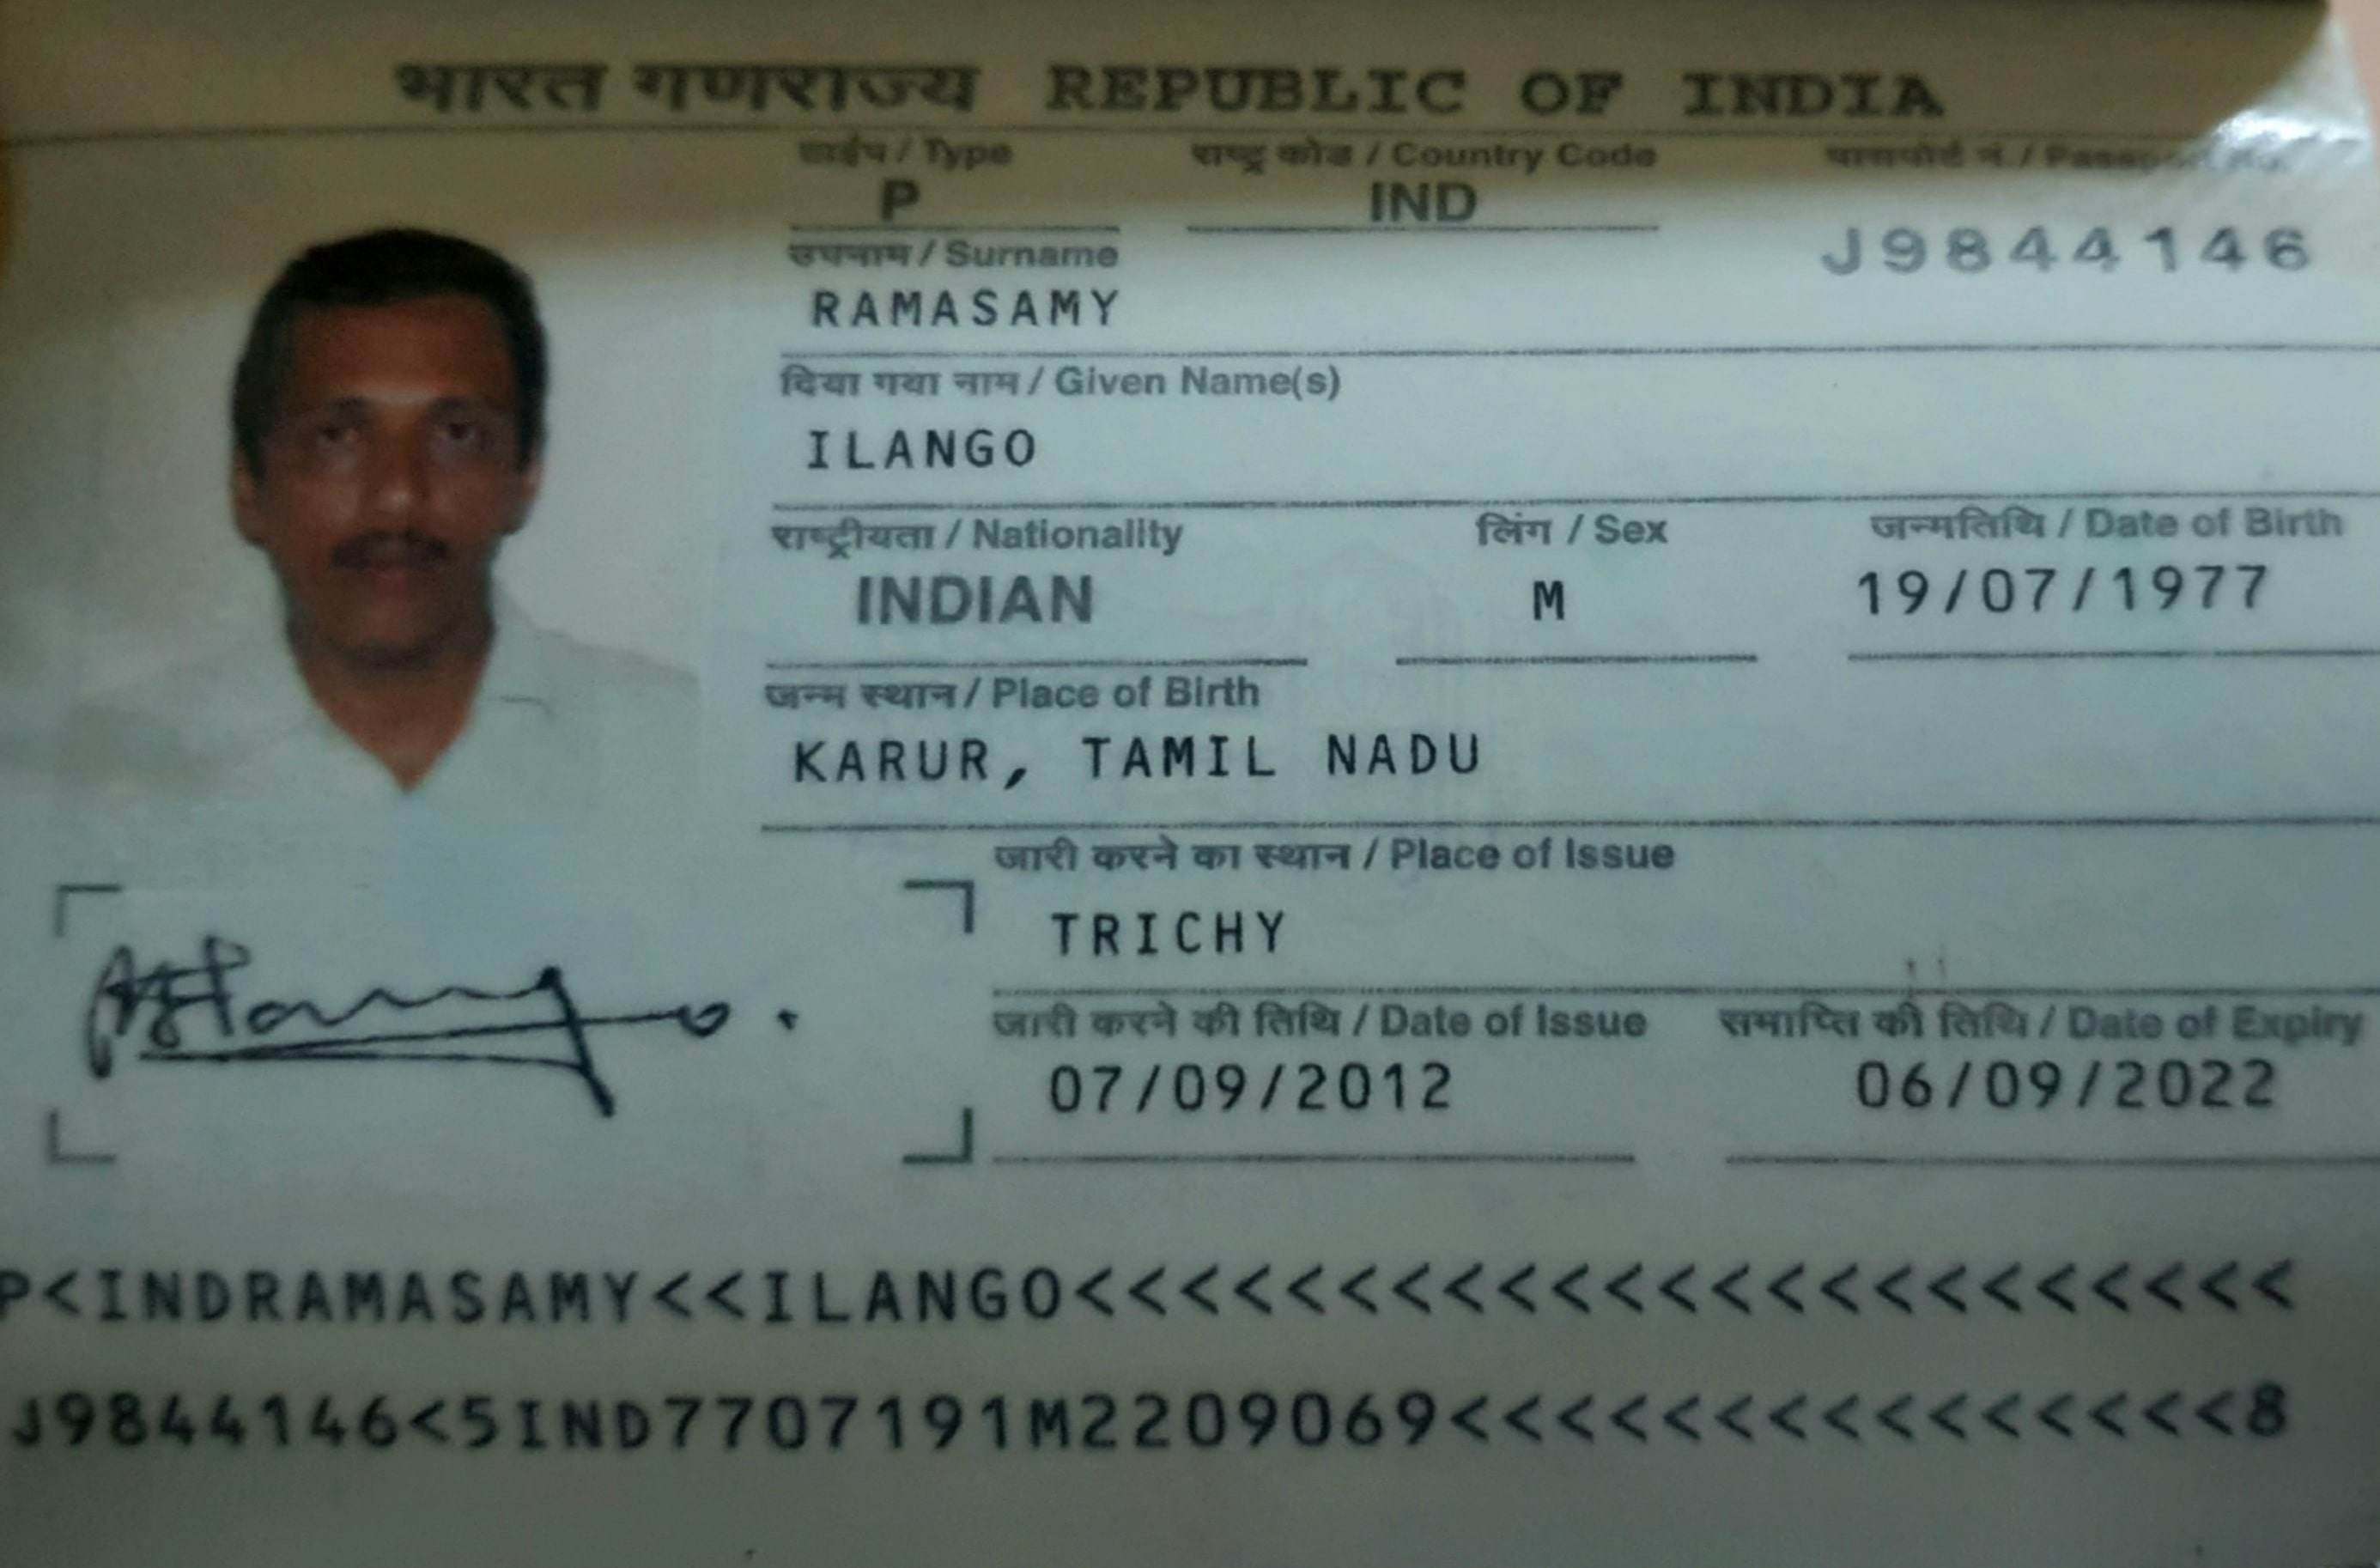 भारत गणराज्य REPUBLIC OF INDIA
टाईप / Type राष्ट्र कोड / Country Code पासपोर्ट नं. / Passport No.
P IND J9844146
उपनाम / Surname
RAMASAMY
दिया गया नाम / Given Name(s)
ILANGO
राष्ट्रीयता / Nationality लिंग / Sex जन्मतिथि / Date of Birth
INDIAN M 19/07/1977
जन्म स्थान / Place of Birth
KARUR, TAMIL NADU
जारी करने का स्थान / Place of Issue
TRICHY
जारी करने की तिथि / Date of Issue समाप्ति की तिथि / Date of Expiry
07/09/2012 06/09/2022
P<INDRAMASAMY<<ILANGO<<<<<<<<<<<<<<<<<<<<<<<
J9844146<5IND7707191M2209069<<<<<<<<<<<<<<<8